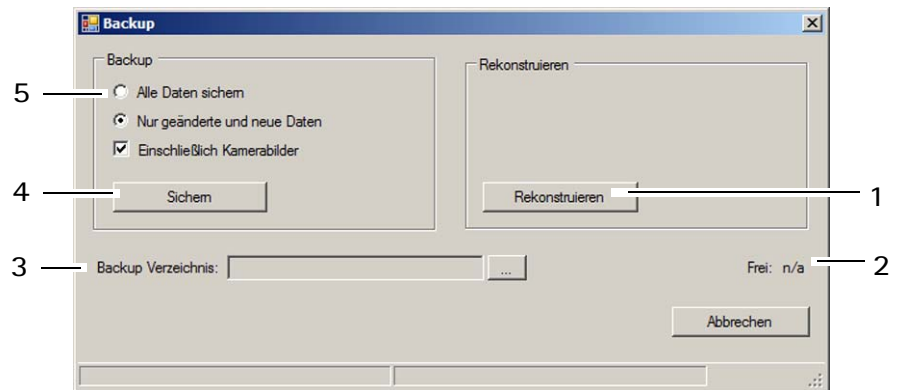 Backup
Backup
Rekonstruieren
5
Alle Daten sichern
Nur geänderte und neue Daten
Einschließlich Kamerabilder
4
Sichern
Rekonstruieren
1
3
Backup Verzeichnis:
...
Frei: n/a
2
Abbrechen